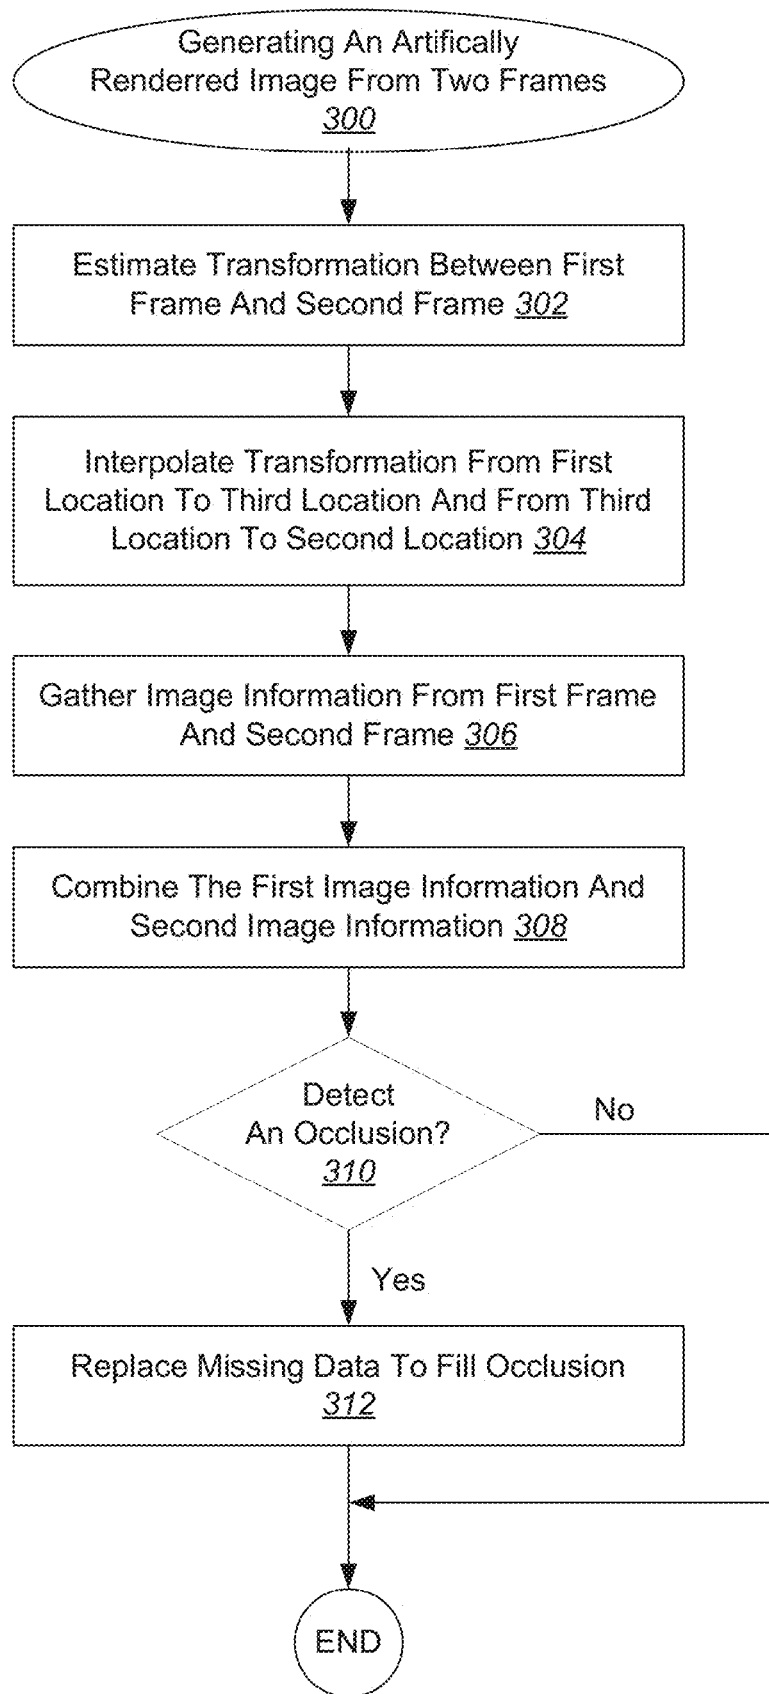 Generating An Artifically
Renderred Image From Two Frames
300
Estimate Transformation Between First
Frame And Second Frame 302
Interpolate Transformation From First
Location To Third Location And From Third
Location To Second Location 304
Gather Image Information From First Frame
And Second Frame 306
Combine The First Image Information And
Second Image Information 308
Detect
An Occlusion?
310
No
Yes
Replace Missing Data To Fill Occlusion
312
END